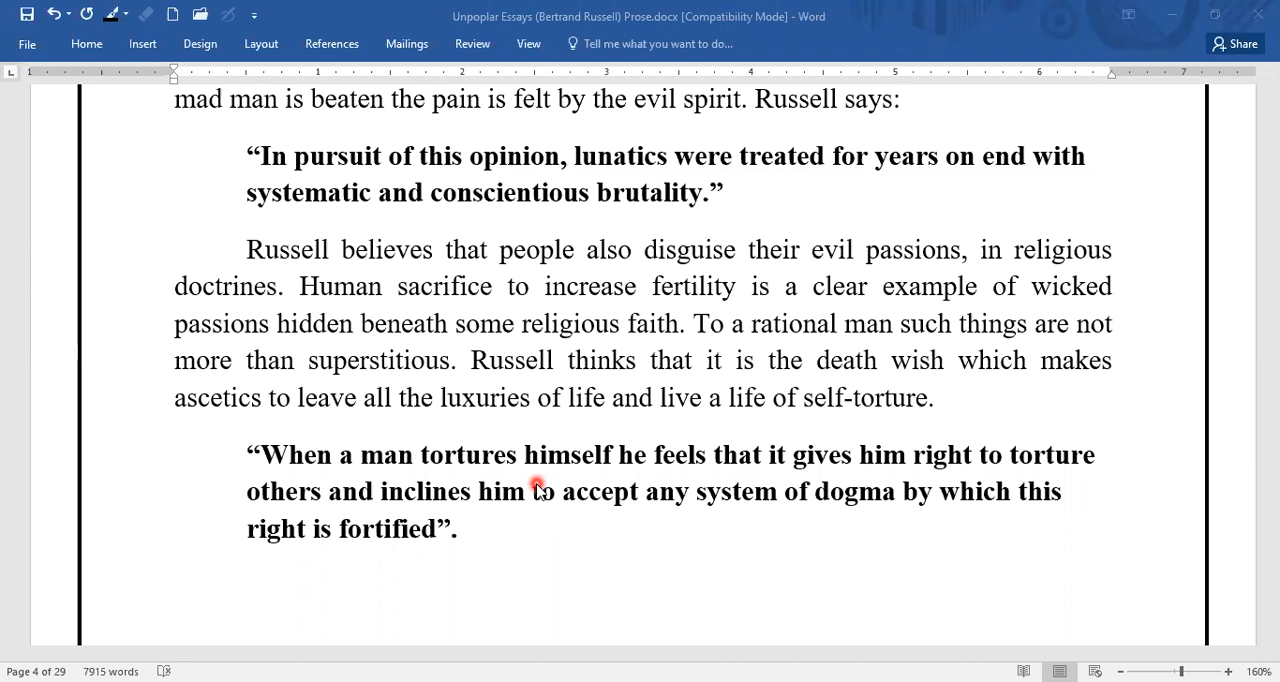 Unpoplar Essays (Bertrand Russell) Prose.docx [Compatibility Mode] - Word
File Home Insert Design Layout References Mailings Review View Tell me what you want to do... Share
L 1 1 2 3 4 5 6 7
mad man is beaten the pain is felt by the evil spirit. Russell says:
“In pursuit of this opinion, lunatics were treated for years on end with
systematic and conscientious brutality.”
Russell believes that people also disguise their evil passions, in religious
doctrines. Human sacrifice to increase fertility is a clear example of wicked
passions hidden beneath some religious faith. To a rational man such things are not
more than superstitious. Russell thinks that it is the death wish which makes
ascetics to leave all the luxuries of life and live a life of self-torture.
“When a man tortures himself he feels that it gives him right to torture
others and inclines him to accept any system of dogma by which this
right is fortified”.
Page 4 of 29 7915 words 160%